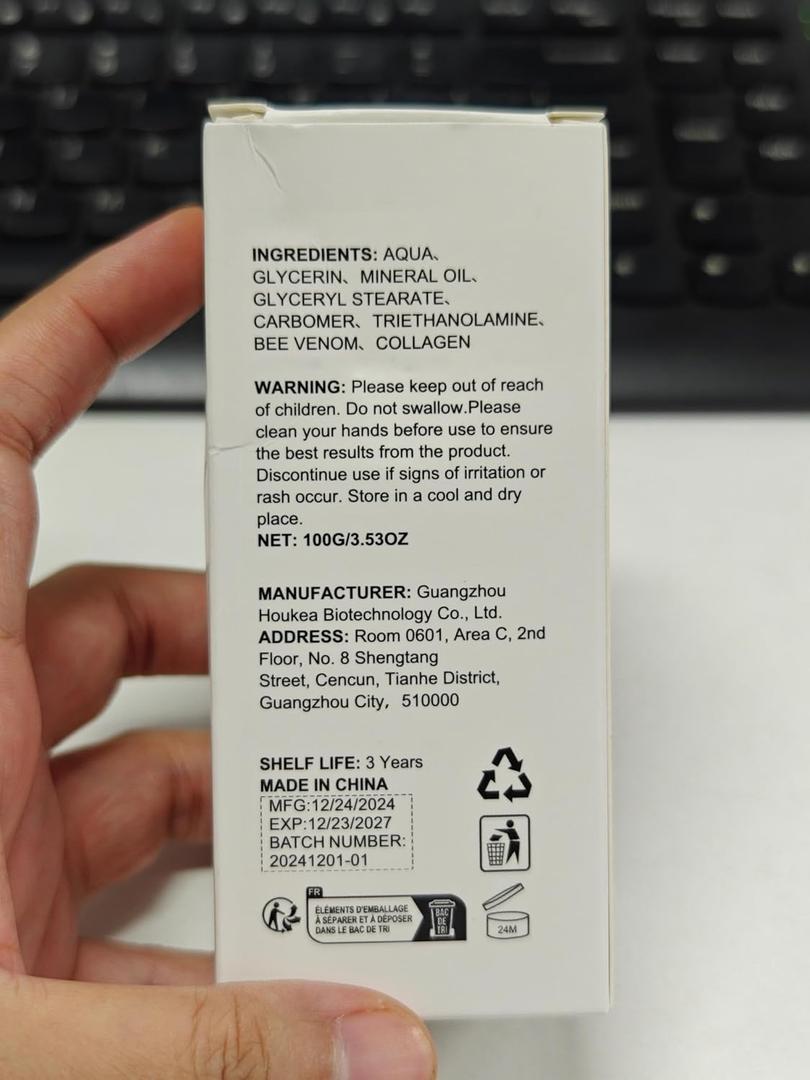 INGREDIENTS: AQUA、
GLYCERIN、MINERAL OIL、
GLYCERYL STEARATE、
CARBOMER、TRIETHANOLAMINE、
BEE VENOM、COLLAGEN
WARNING: Please keep out of reach
of children. Do not swallow.Please
clean your hands before use to ensure
the best results from the product.
Discontinue use if signs of irritation or
rash occur. Store in a cool and dry
place.
NET: 100G/3.53OZ
MANUFACTURER: Guangzhou
Houkea Biotechnology Co., Ltd.
ADDRESS: Room 0601, Area C, 2nd
Floor, No. 8 Shengtang
Street, Cencun, Tianhe District,
Guangzhou City，510000
SHELF LIFE: 3 Years
MADE IN CHINA
MFG:12/24/2024
EXP:12/23/2027
BATCH NUMBER:
20241201-01
FR
ÉLÉMENTS D'EMBALLAGE
À SÉPARER ET À DÉPOSER
DANS LE BAC DE TRI
BAC
DE
TRI
24M